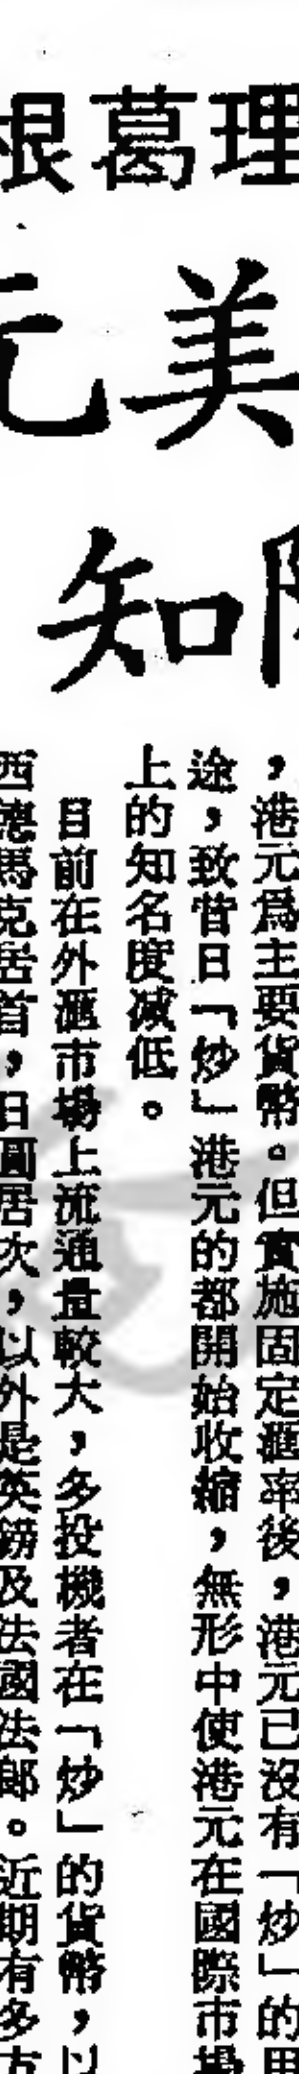 理葛根
美元
知
，港元爲主要貨幣。但實施固定滙率後，港元已沒有「炒」的用
途，致昔日「炒」港元的都開始收縮，無形中使港元在國際市場
上的知名度減低。
目前在外滙市場上流通量較大，多投機者在「炒」的貨幣，以
西德馬克居首，日圓居次，以外是英鎊及法國法郎。近期有多方